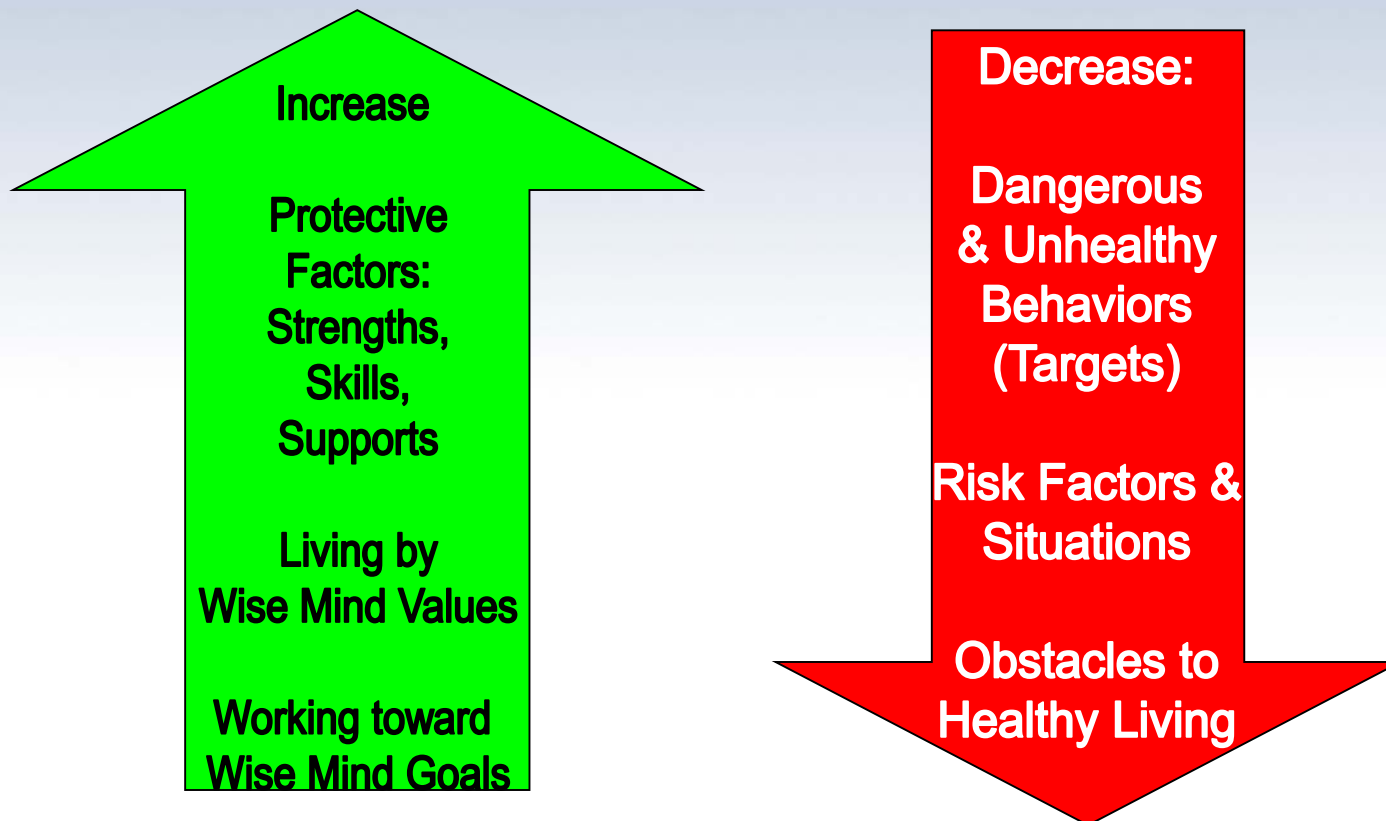 Increase
Protective
Factors:
Strengths,
Skills,
Supports
Living by
Wise Mind Values
Working toward
Wise Mind Goals
Decrease:
Dangerous
& Unhealthy
Behaviors
(Targets)
Risk Factors &
Situations
Obstacles to
Healthy Living